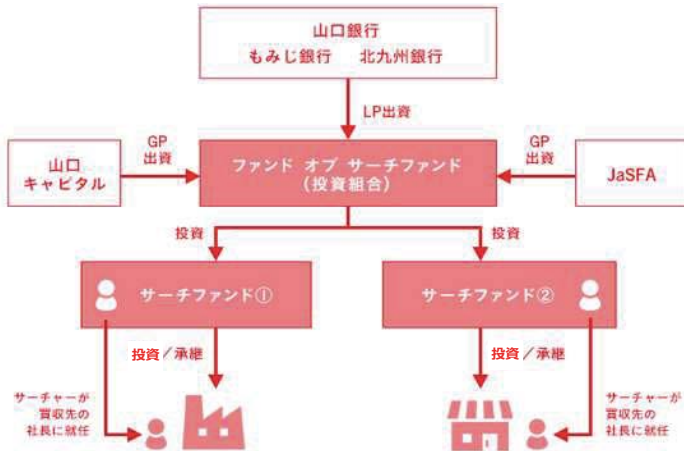 山口銀行
もみじ銀行 北九州銀行
LP出資
GP
出資
GP
出資
山口
キャピタル
ファンド オブ サーチファンド
(投資組合)
JaSFA
投資
投資
サーチファンド①
サーチファンド②
投資／承継
投資／承継
サーチャーが
買収先の
社長に就任
サーチャーが
買収先の
社長に就任